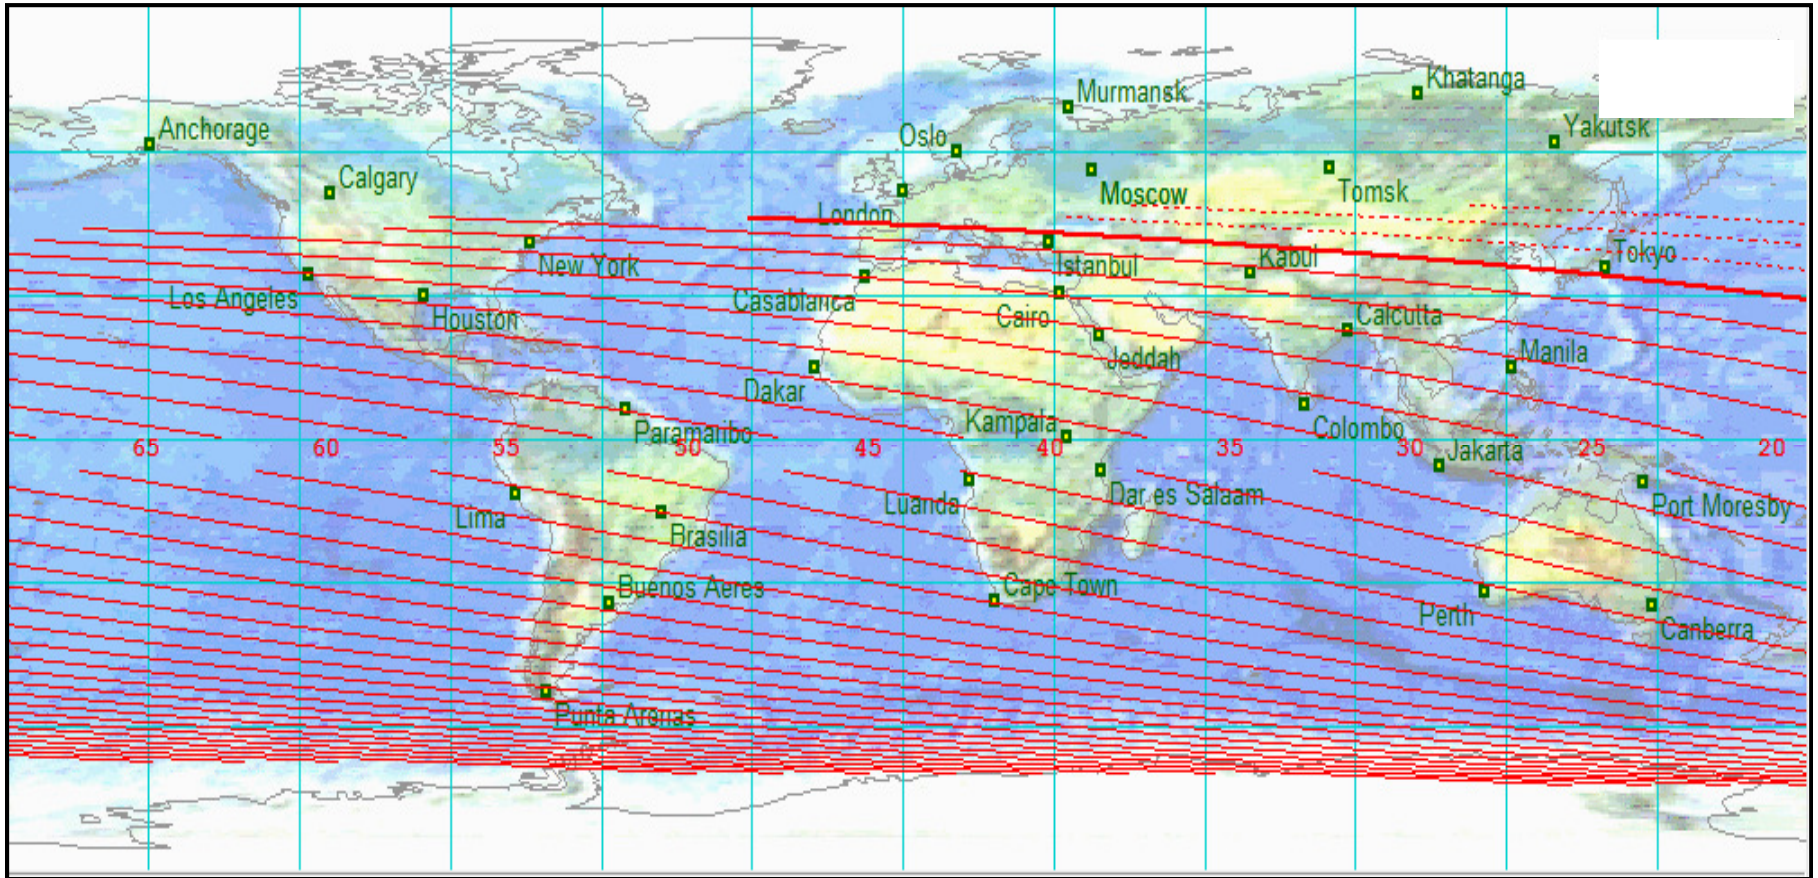 Khatanga
Murmansk
Anchorage
Oslo
Yakutsk
Calgary
Moscow
Tomsk
London
New York
Istanbul
Kabul
Tokyo
Los Angeles
Casablanca
Houston
Cairo
Calcutta
Jeddah
Manila
Dakar
Paramaribo
Kampala
Colombo
65 60 55 50 45 40 35 30 25 20
Jakarta
Lima
Luanda
Dar es Salaam
Port Moresby
Brasilia
Buenos Aeres
Cape Town
Perth
Canberra
Punta Arenas